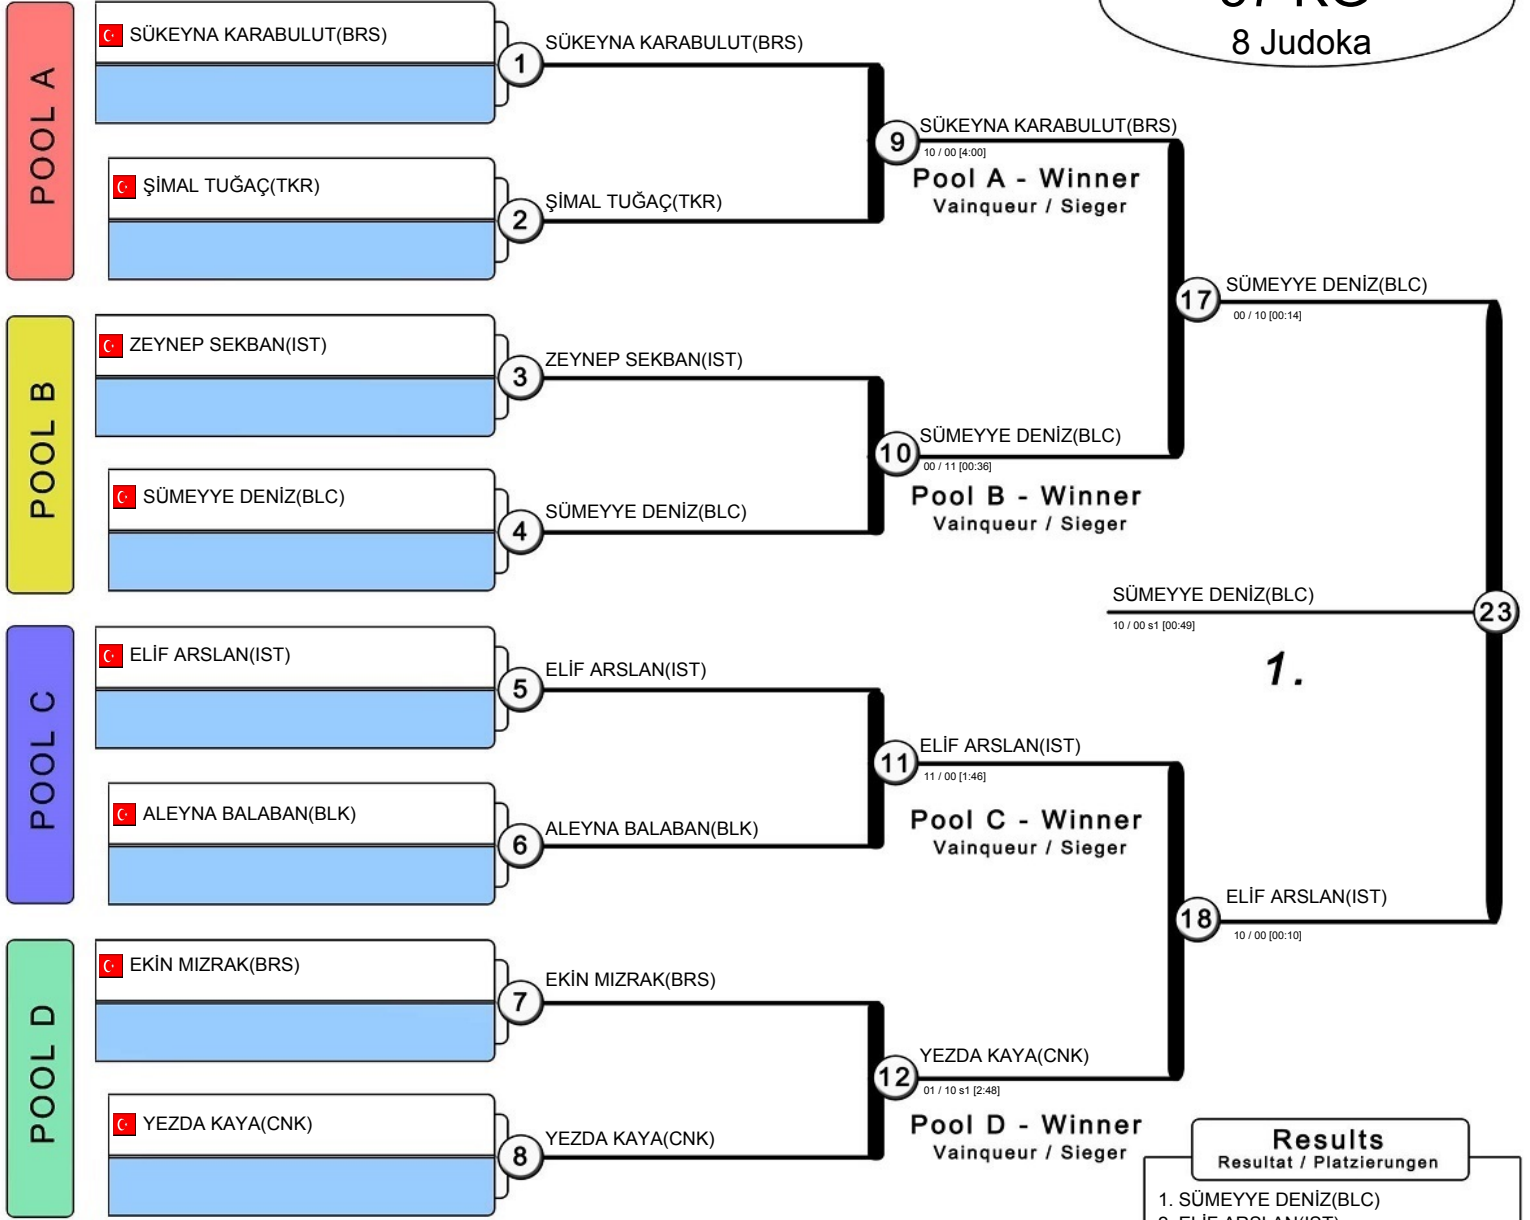 8 Judoka
POOL A
SÜKEYNA KARABULUT(BRS)
1
SÜKEYNA KARABULUT(BRS)
ŞİMAL TUĞAÇ(TKR)
2
ŞİMAL TUĞAÇ(TKR)
9
SÜKEYNA KARABULUT(BRS)
10 / 00 [4:00]
Pool A - Winner
Vainqueur / Sieger
POOL B
ZEYNEP SEKBAN(IST)
3
ZEYNEP SEKBAN(IST)
SÜMEYYE DENİZ(BLC)
4
SÜMEYYE DENİZ(BLC)
10
SÜMEYYE DENİZ(BLC)
00 / 11 [00:36]
Pool B - Winner
Vainqueur / Sieger
17
SÜMEYYE DENİZ(BLC)
00 / 10 [00:14]
SÜMEYYE DENİZ(BLC)
23
10 / 00 s1 [00:49]
1.
POOL C
ELİF ARSLAN(IST)
5
ELİF ARSLAN(IST)
ALEYNA BALABAN(BLK)
6
ALEYNA BALABAN(BLK)
11
ELİF ARSLAN(IST)
11 / 00 [1:46]
Pool C - Winner
Vainqueur / Sieger
18
ELİF ARSLAN(IST)
10 / 00 [00:10]
POOL D
EKİN MIZRAK(BRS)
7
EKİN MIZRAK(BRS)
YEZDA KAYA(CNK)
8
YEZDA KAYA(CNK)
12
YEZDA KAYA(CNK)
01 / 10 s1 [2:48]
Pool D - Winner
Vainqueur / Sieger
Results
Resultat / Platzierungen
1. SÜMEYYE DENİZ(BLC)
2. ELİF ARSLAN(IST)